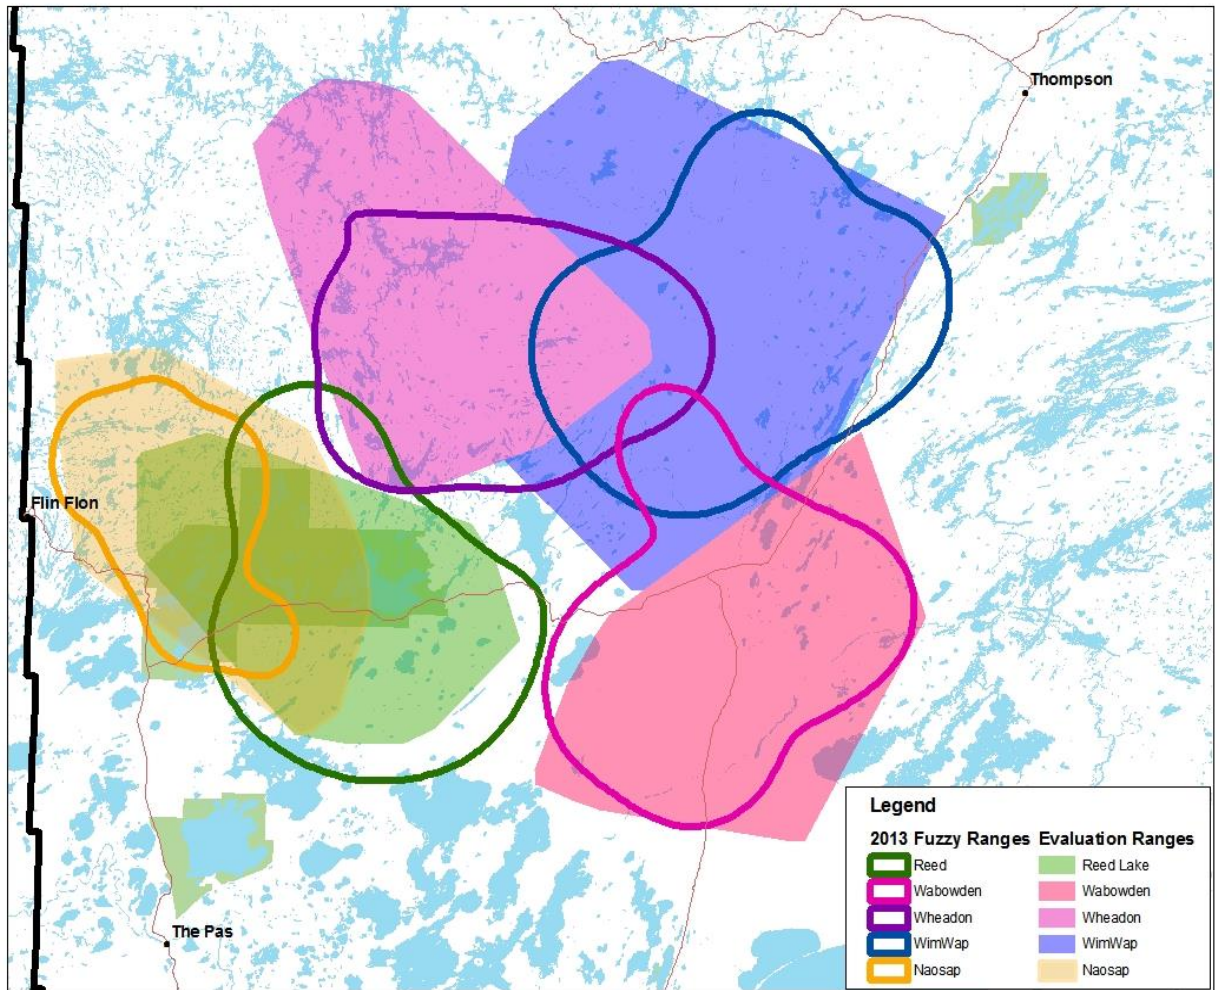 Thompson
Flin Flon
The Pas
Legend
2013 Fuzzy Ranges Evaluation Ranges
Reed Reed Lake
Wabowden Wabowden
Wheadon Wheadon
WimWap WimWap
Naosap Naosap